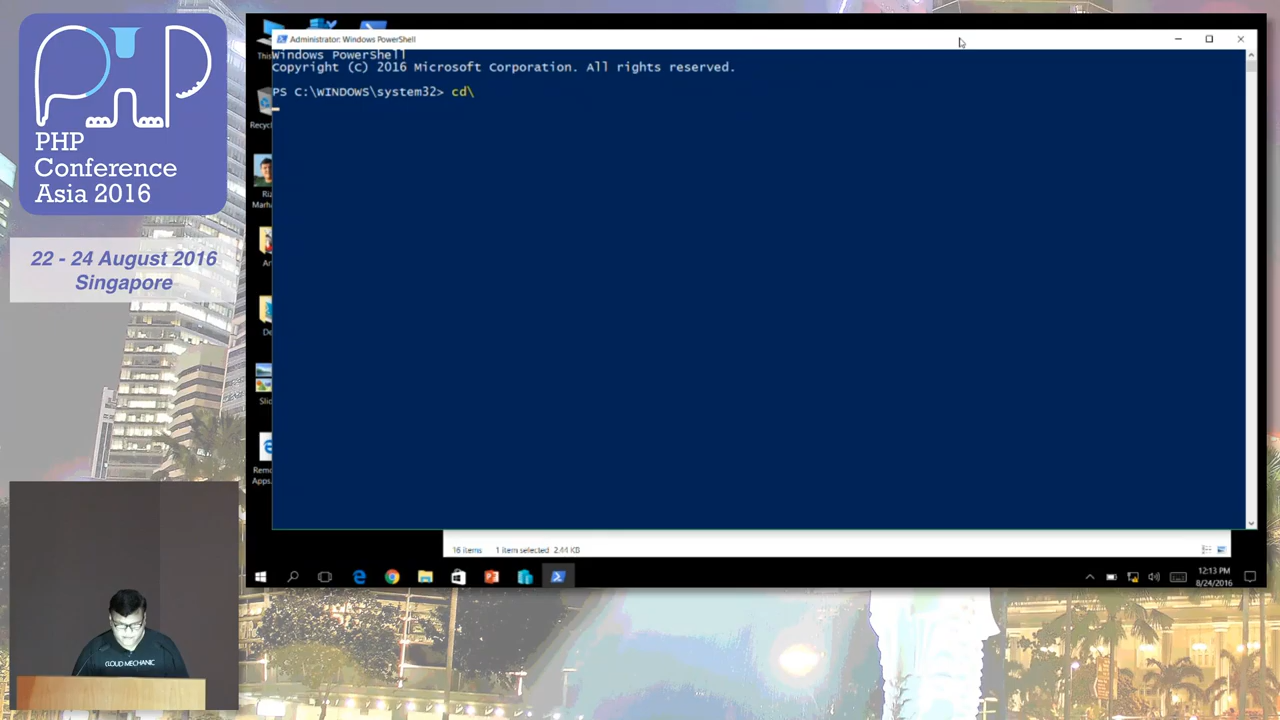 PHP
Conference
Asia 2016
22 - 24 August 2016
Singapore
Administrator: Windows PowerShell
Windows PowerShell
Copyright (c) 2016 Microsoft Corporation. All rights reserved.
PS C:\WINDOWS\system32> cd\
16 items 1 item selected 2.44 KB
12:13 PM
8/24/2016
CLOUD MECHANIC